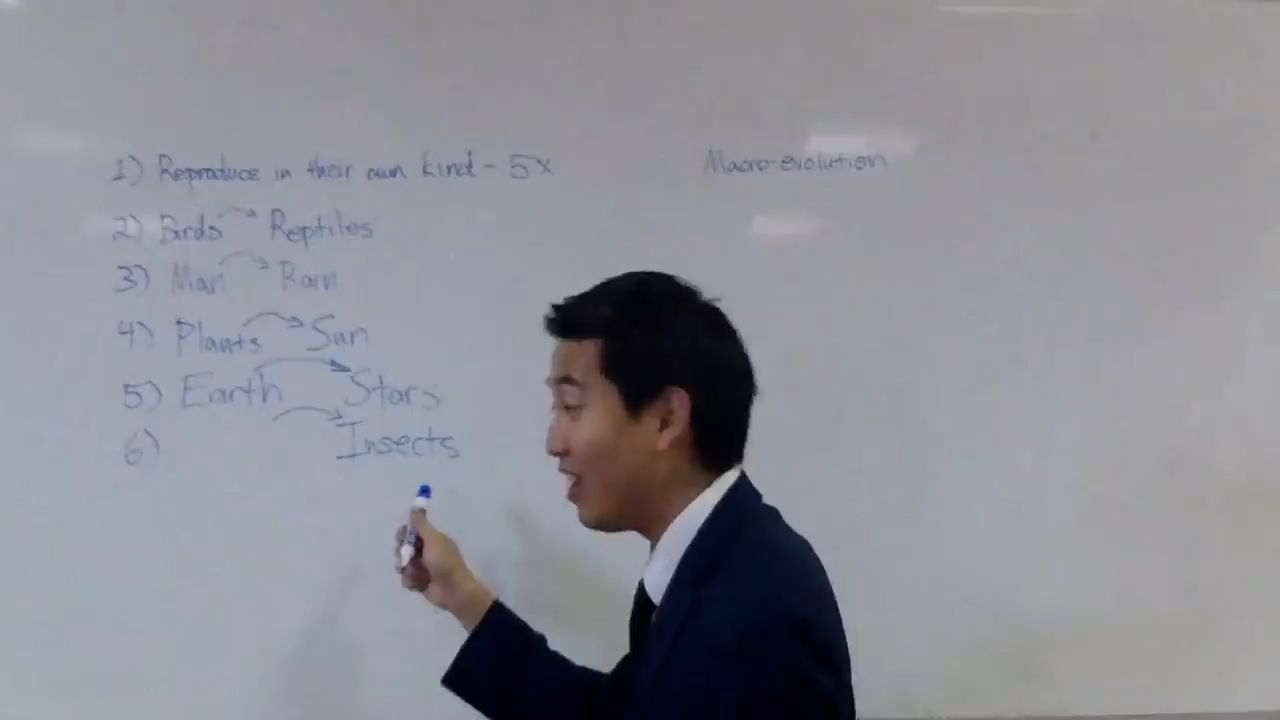 1) Reproduce in their own kind - 5x
Macro-evolution
2) Birds → Reptiles
3) Man → Rain
4) Plants → Sun
5) Earth → Stars
6) → Insects